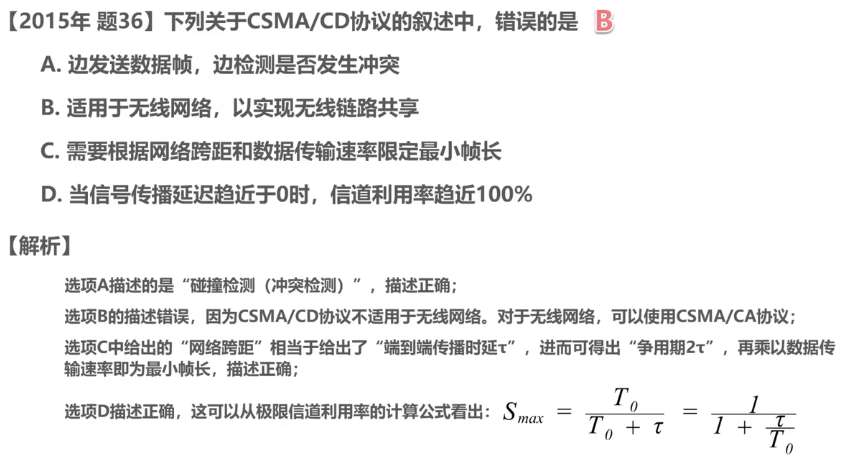 【2015年 题36】下列关于CSMA/CD协议的叙述中，错误的是 B
A. 边发送数据帧，边检测是否发生冲突
B. 适用于无线网络，以实现无线链路共享
C. 需要根据网络跨距和数据传输速率限定最小帧长
D. 当信号传播延迟趋近于0时，信道利用率趋近100%
【解析】
选项A描述的是“碰撞检测（冲突检测）”，描述正确；
选项B的描述错误，因为CSMA/CD协议不适用于无线网络。对于无线网络，可以使用CSMA/CA协议；
选项C中给出的“网络跨距”相当于给出了“端到端传播时延τ”，进而可得出“争用期2τ”，再乘以数据传
输速率即为最小帧长，描述正确；
选项D描述正确，这可以从极限信道利用率的计算公式看出： S_max = T_0 / (T_0 + τ) = 1 / (1 + τ / T_0)